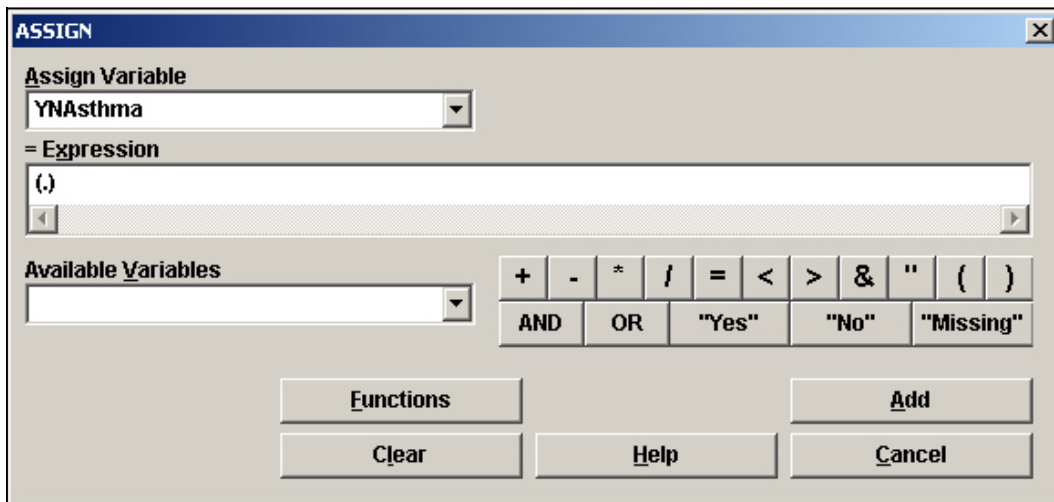 ASSIGN
Assign Variable
YNAsthma
= Expression
(.)
Available Variables
+ - * / = < > & " ( )
AND OR "Yes" "No" "Missing"
Functions Add
Clear Help Cancel